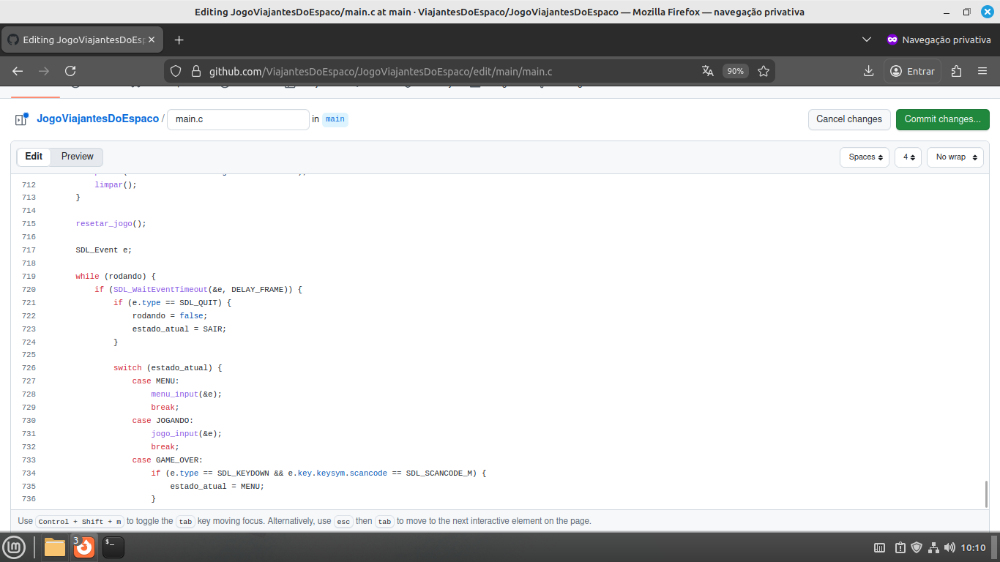 Editing JogoViajantesDoEspaco/main.c at main · ViajantesDoEspaco/JogoViajantesDoEspaco — Mozilla Firefox — navegação privativa
Editing JogoViajantesDoEsp
Navegação privativa
github.com/ViajantesDoEspaco/JogoViajantesDoEspaco/edit/main/main.c
90%
Entrar
JogoViajantesDoEspaco / main.c in main
Cancel changes
Commit changes...
Edit
Preview
Spaces
4
No wrap
712 limpar();
713 }
714
715 resetar_jogo();
716
717 SDL_Event e;
718
719 while (rodando) {
720 if (SDL_WaitEventTimeout(&e, DELAY_FRAME)) {
721 if (e.type == SDL_QUIT) {
722 rodando = false;
723 estado_atual = SAIR;
724 }
725
726 switch (estado_atual) {
727 case MENU:
728 menu_input(&e);
729 break;
730 case JOGANDO:
731 jogo_input(&e);
732 break;
733 case GAME_OVER:
734 if (e.type == SDL_KEYDOWN && e.key.keysym.scancode == SDL_SCANCODE_M) {
735 estado_atual = MENU;
736 }
Use Control + Shift + m to toggle the tab key moving focus. Alternatively, use esc then tab to move to the next interactive element on the page.
3
$_
10:10